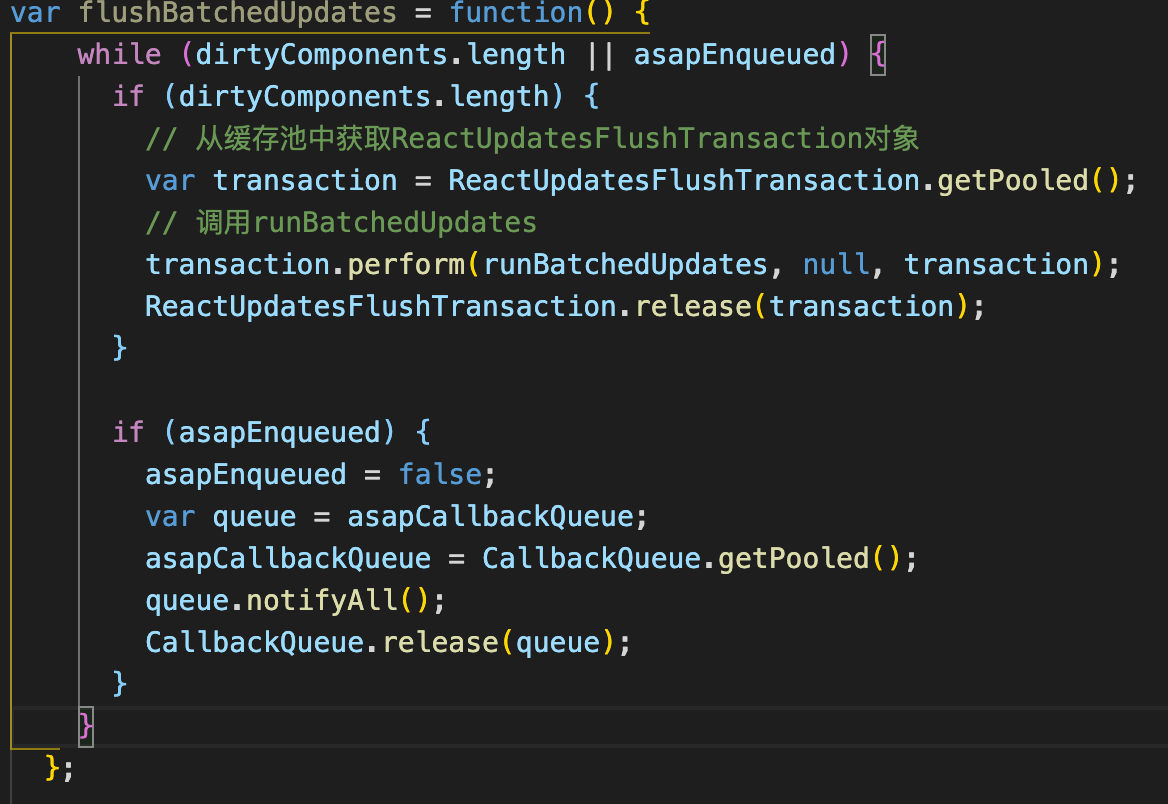 var flushBatchedUpdates = function() {
while (dirtyComponents.length || asapEnqueued) {
if (dirtyComponents.length) {
// 从缓存池中获取ReactUpdatesFlushTransaction对象
var transaction = ReactUpdatesFlushTransaction.getPooled();
// 调用runBatchedUpdates
transaction.perform(runBatchedUpdates, null, transaction);
ReactUpdatesFlushTransaction.release(transaction);
}
if (asapEnqueued) {
asapEnqueued = false;
var queue = asapCallbackQueue;
asapCallbackQueue = CallbackQueue.getPooled();
queue.notifyAll();
CallbackQueue.release(queue);
}
}
};